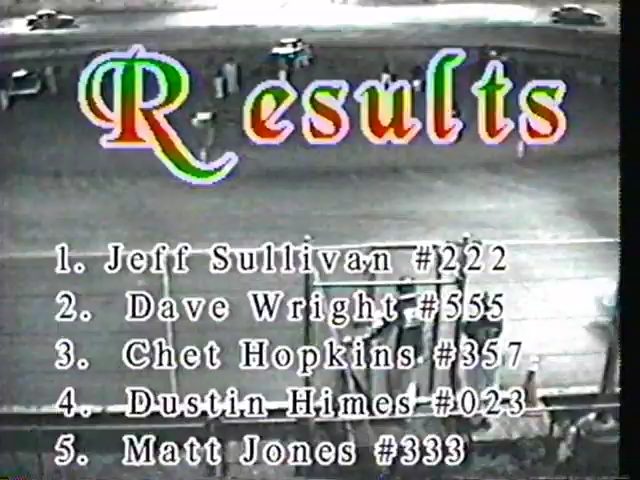 Results
1. Jeff Sullivan #222
2. Dave Wright #555
3. Chet Hopkins #357
4. Dustin Himes #023
5. Matt Jones #333